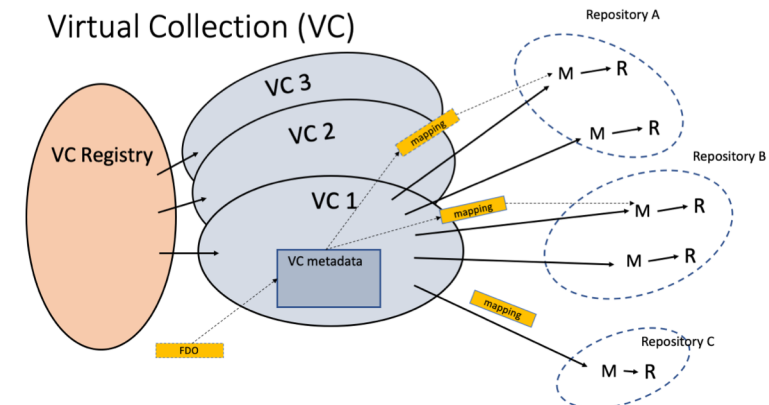 Virtual Collection (VC)
Repository A
VC 3
M
R
mapping
VC 2
M
R
VC Registry
Repository B
VC 1
mapping
M
R
VC metadata
M
R
mapping
FDO
Repository C
M
R